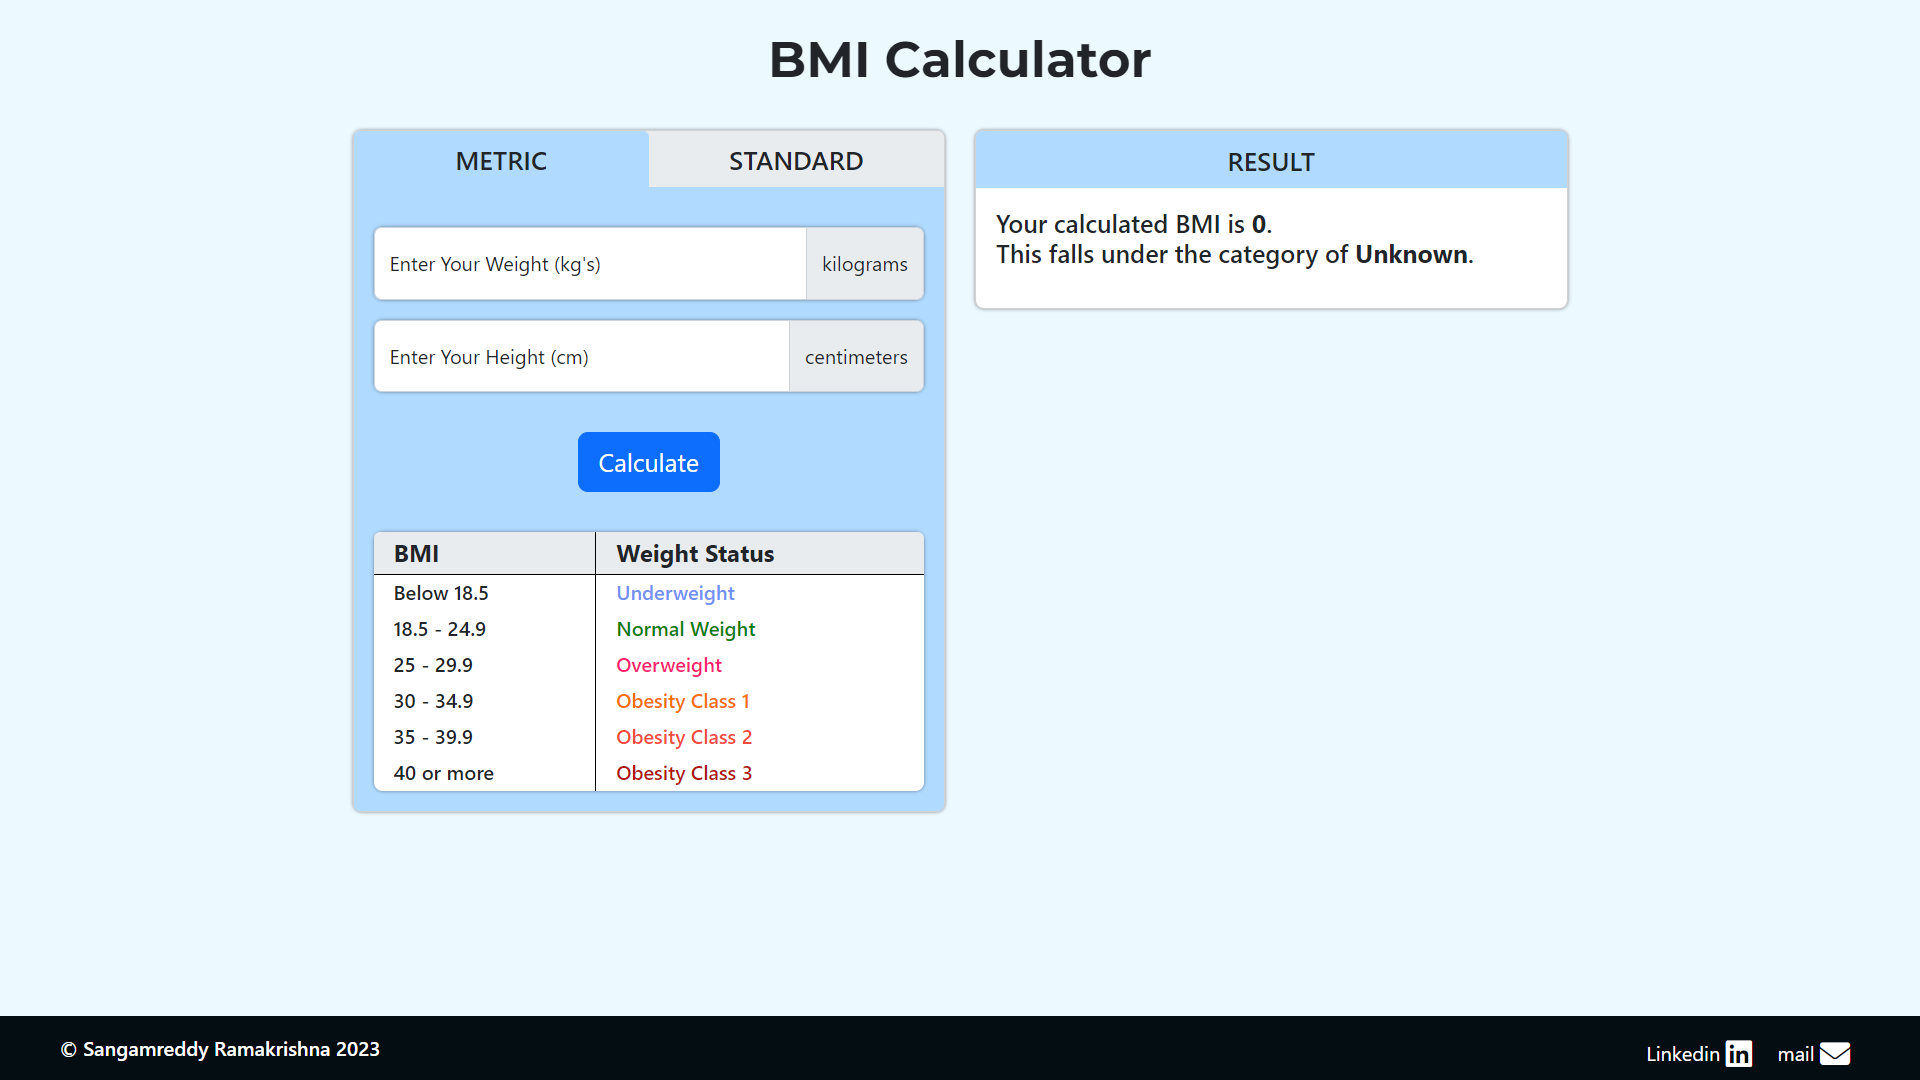 BMI Calculator
METRIC
STANDARD
Enter Your Weight (kg's)
kilograms
Enter Your Height (cm)
centimeters
Calculate
BMI
Weight Status
Below 18.5
Underweight
18.5 - 24.9
Normal Weight
25 - 29.9
Overweight
30 - 34.9
Obesity Class 1
35 - 39.9
Obesity Class 2
40 or more
Obesity Class 3
RESULT
Your calculated BMI is 0.
This falls under the category of Unknown.
© Sangamreddy Ramakrishna 2023
Linkedin in
mail